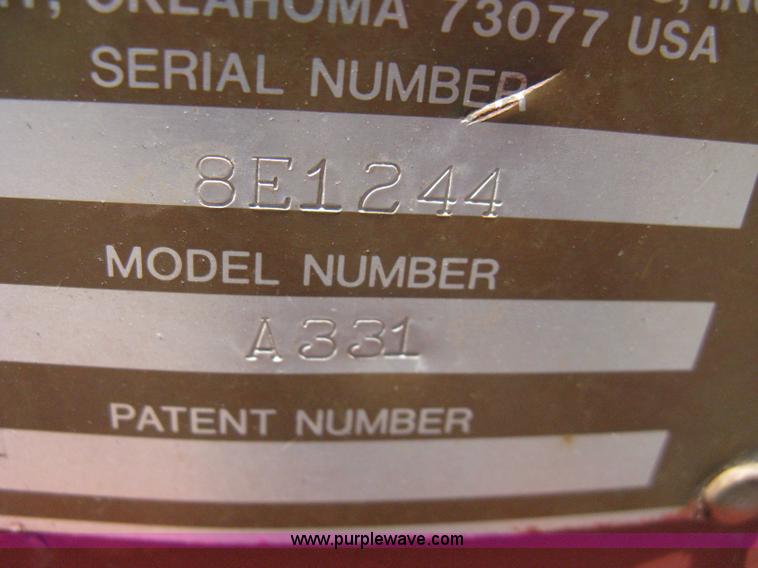 OKLAHOMA 73077 USA
SERIAL NUMBER
8E1244
MODEL NUMBER
A331
PATENT NUMBER
www.purplewave.com